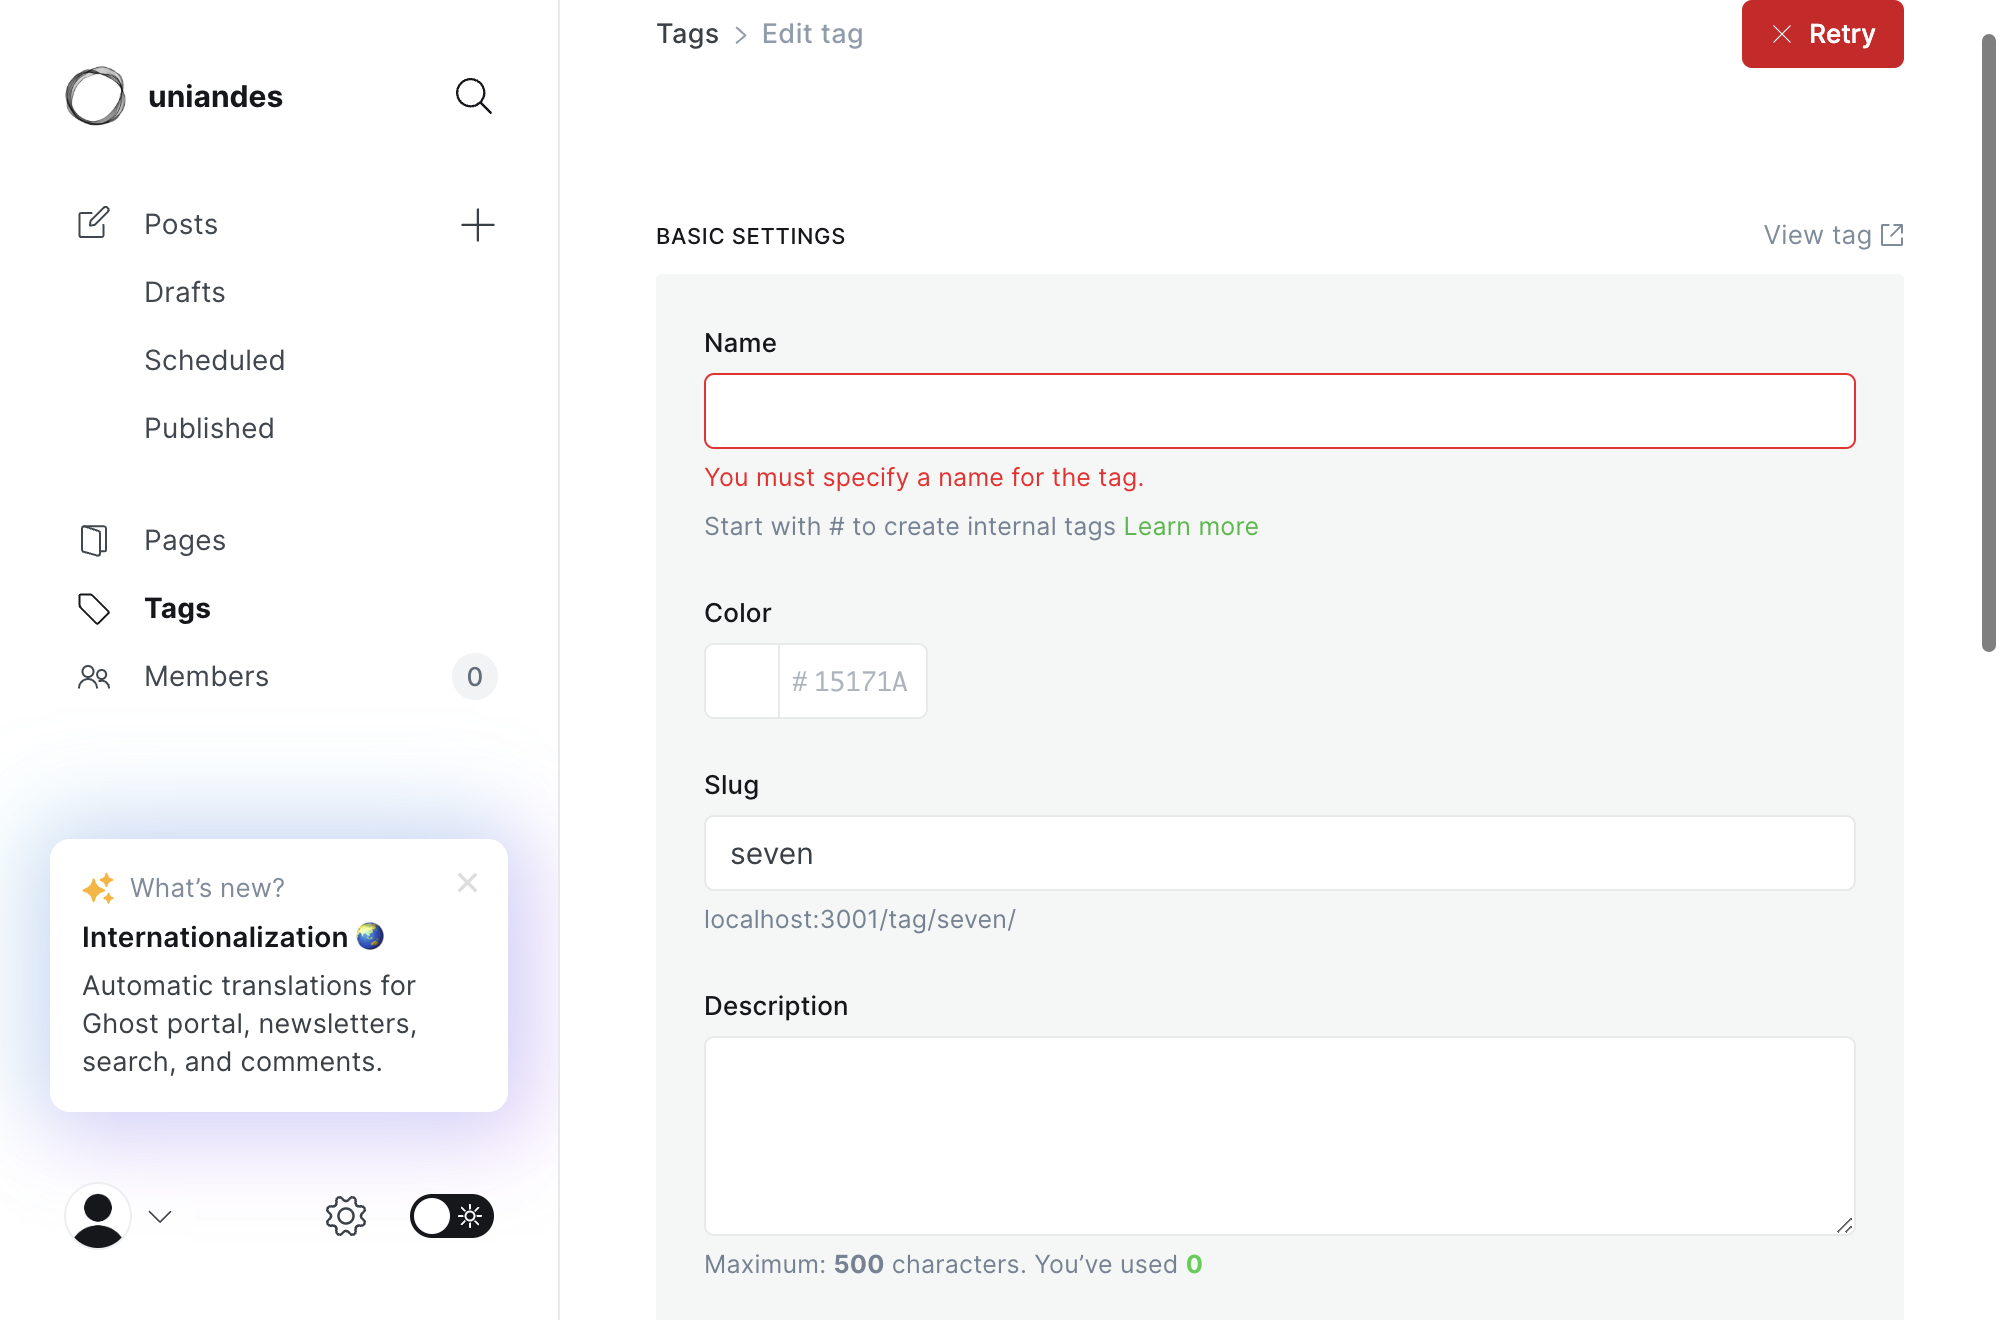 uniandes
Posts
Drafts
Scheduled
Published
Pages
Tags
Members
0
What's new?
Internationalization
Automatic translations for
Ghost portal, newsletters,
search, and comments.
Tags > Edit tag
Retry
BASIC SETTINGS
View tag
Name
You must specify a name for the tag.
Start with # to create internal tags Learn more
Color
# 15171A
Slug
seven
localhost:3001/tag/seven/
Description
Maximum: 500 characters. You’ve used 0